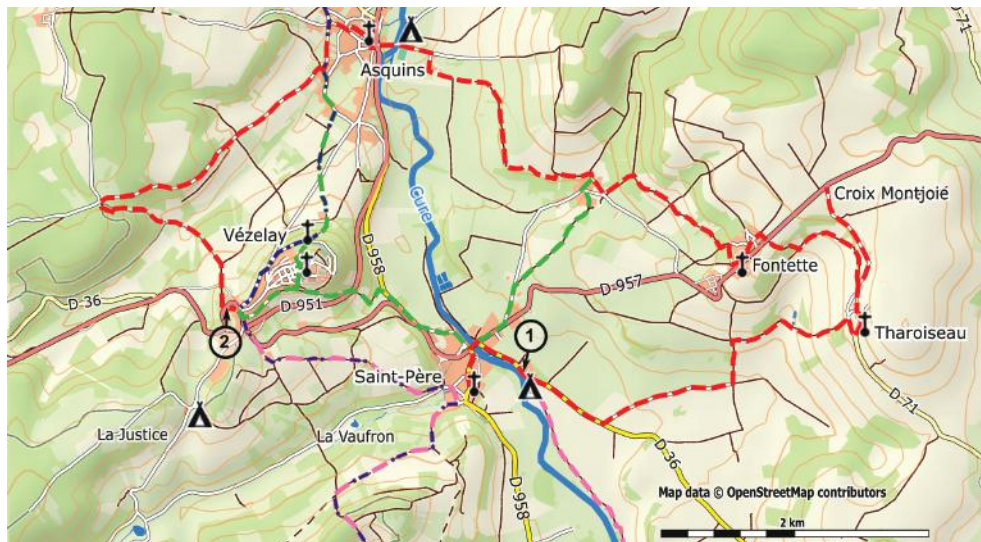 D-71
Asquins
Cure
Croix Montjoié
Vézelay
D-958
Fontette
D-36
D-951
D-957
Tharoiseau
2
1
Saint-Père
D-71
La Justice
La Vaufron
D-36
D-958
Map data © OpenStreetMap contributors
2 km